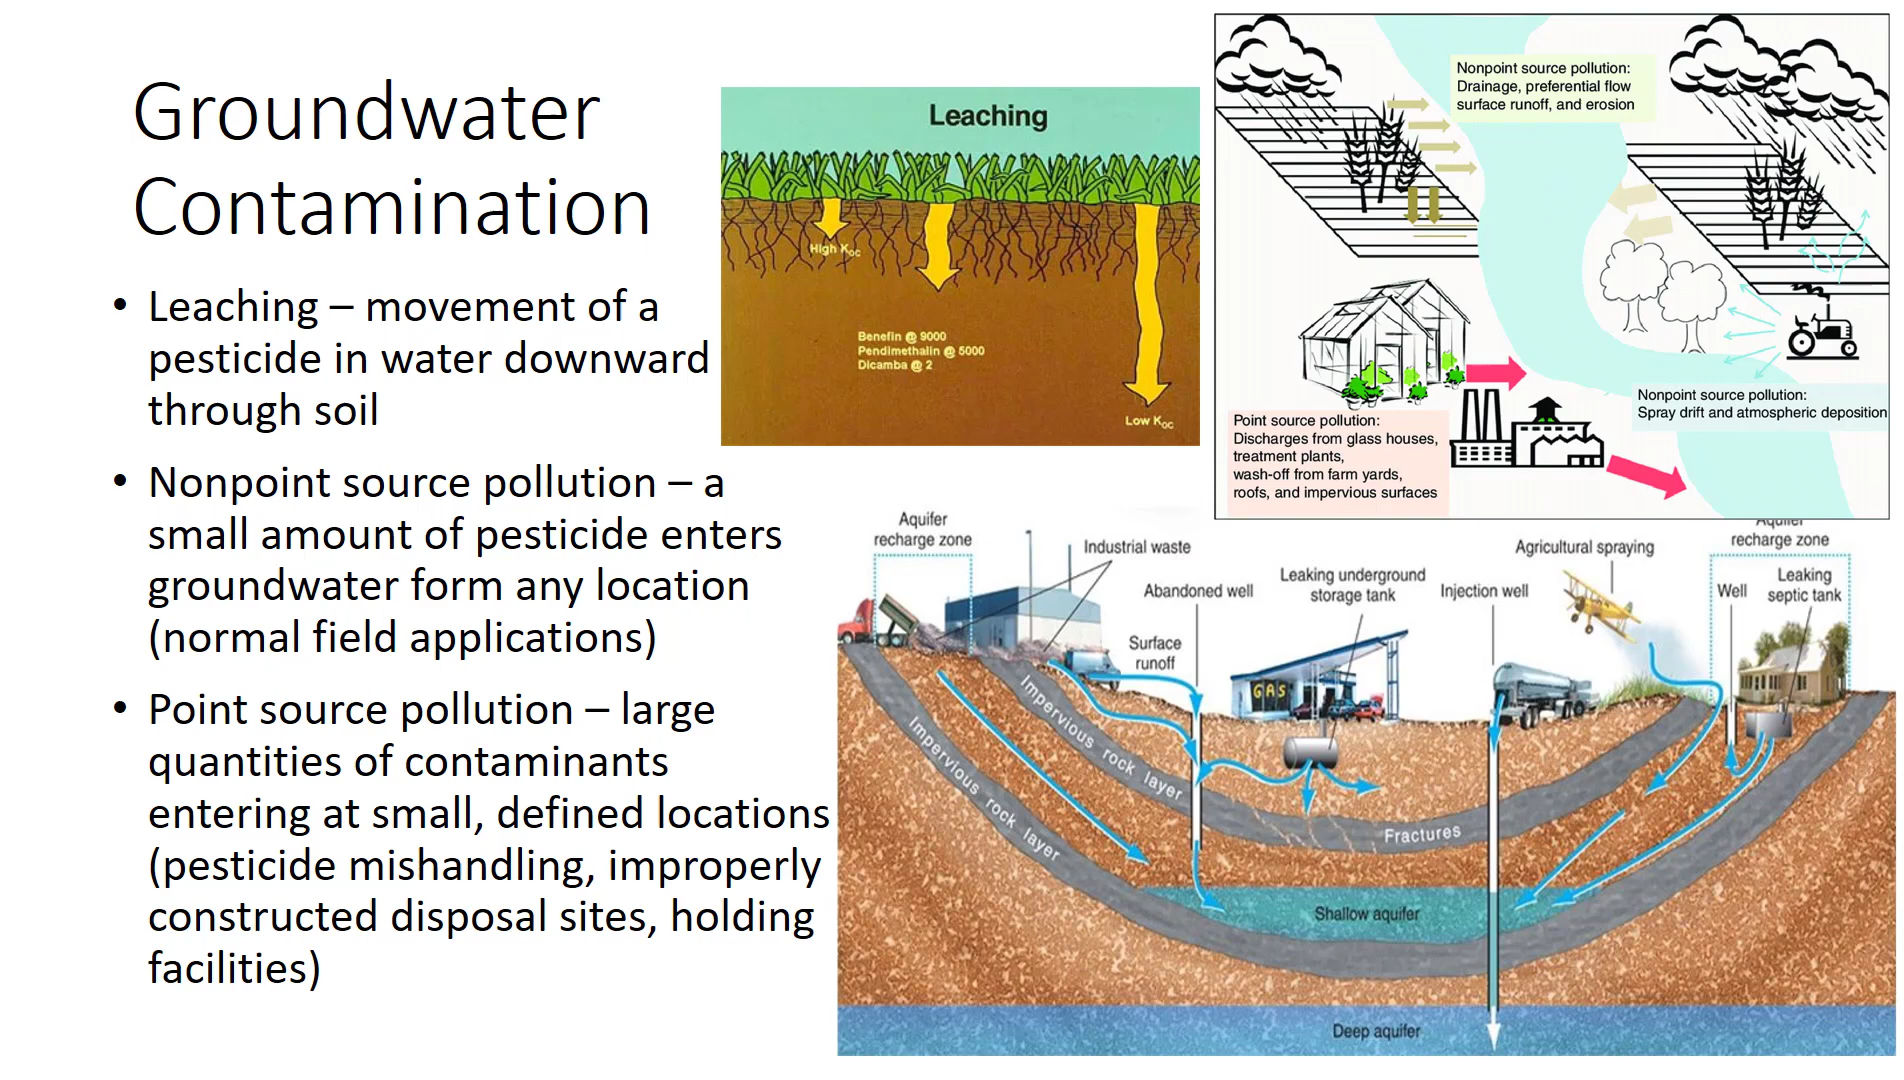 Groundwater
Contamination
• Leaching – movement of a
pesticide in water downward
through soil
• Nonpoint source pollution – a
small amount of pesticide enters
groundwater form any location
(normal field applications)
• Point source pollution – large
quantities of contaminants
entering at small, defined locations
(pesticide mishandling, improperly
constructed disposal sites, holding
facilities)
Leaching
High Koc
Benefin @ 9000
Pendimethalin @ 5000
Dicamba @ 2
Low Koc
Nonpoint source pollution:
Drainage, preferential flow
surface runoff, and erosion
Nonpoint source pollution:
Spray drift and atmospheric deposition
Point source pollution:
Discharges from glass houses,
treatment plants,
wash-off from farm yards,
roofs, and impervious surfaces
Aquifer
recharge zone
Industrial waste
Abandoned well
Surface
runoff
Leaking underground
storage tank
Injection well
Agricultural spraying
Aquifer
recharge zone
Well
Leaking
septic tank
GAS
Impervious rock layer
Impervious rock layer
Fractures
Shallow aquifer
Deep aquifer